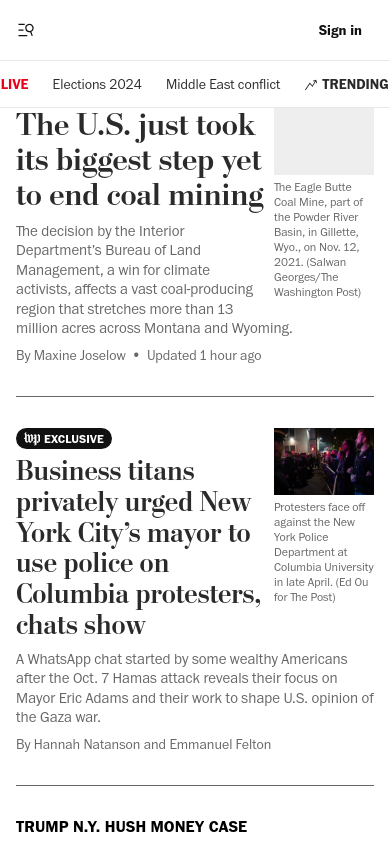 Sign in
LIVE Elections 2024 Middle East conflict TRENDING
The U.S. just took
its biggest step yet
to end coal mining
The decision by the Interior
Department's Bureau of Land
Management, a win for climate
activists, affects a vast coal-producing
region that stretches more than 13
million acres across Montana and Wyoming.
By Maxine Joselow • Updated 1 hour ago
The Eagle Butte
Coal Mine, part of
the Powder River
Basin, in Gillette,
Wyo., on Nov. 12,
2021. (Salwan
Georges/The
Washington Post)
wp EXCLUSIVE
Business titans
privately urged New
York City’s mayor to
use police on
Columbia protesters,
chats show
A WhatsApp chat started by some wealthy Americans
after the Oct. 7 Hamas attack reveals their focus on
Mayor Eric Adams and their work to shape U.S. opinion of
the Gaza war.
By Hannah Natanson and Emmanuel Felton
Protesters face off
against the New
York Police
Department at
Columbia University
in late April. (Ed Ou
for The Post)
TRUMP N.Y. HUSH MONEY CASE